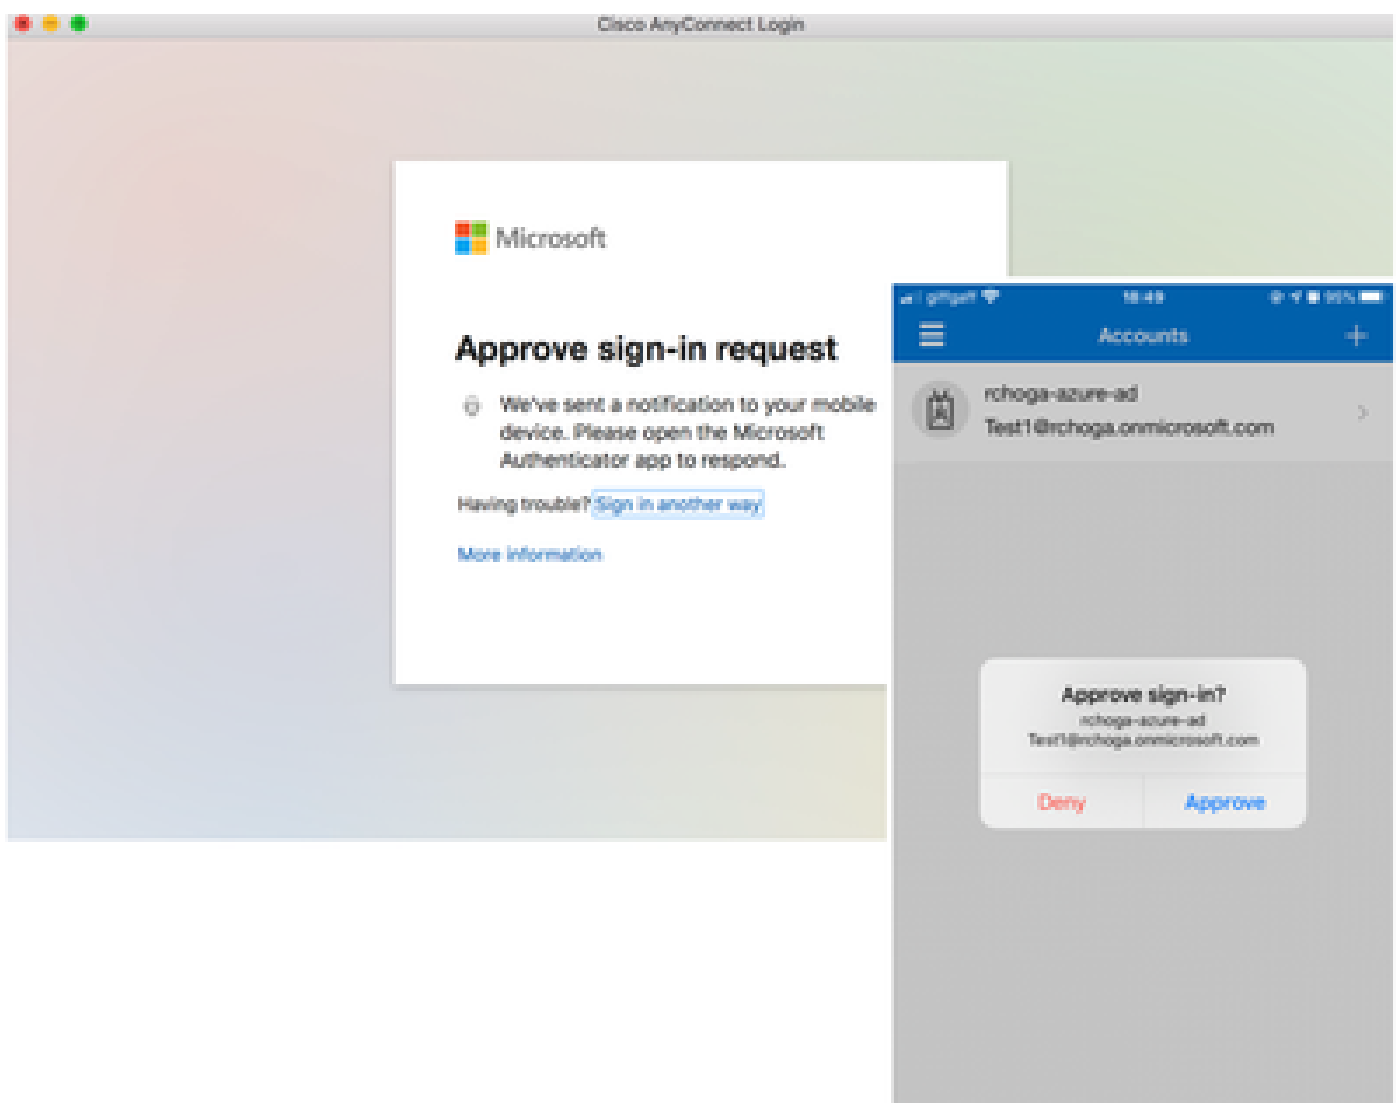 Cisco AnyConnect Login
Microsoft
Approve sign-in request
We've sent a notification to your mobile
device. Please open the Microsoft
Authenticator app to respond.
Having trouble? Sign in another way
More information
giffgaff 18:49 95%
Accounts
rchoga-azure-ad
Test1@rchoga.onmicrosoft.com
Approve sign-in?
rchoga-azure-ad
Test1@rchoga.onmicrosoft.com
Deny Approve